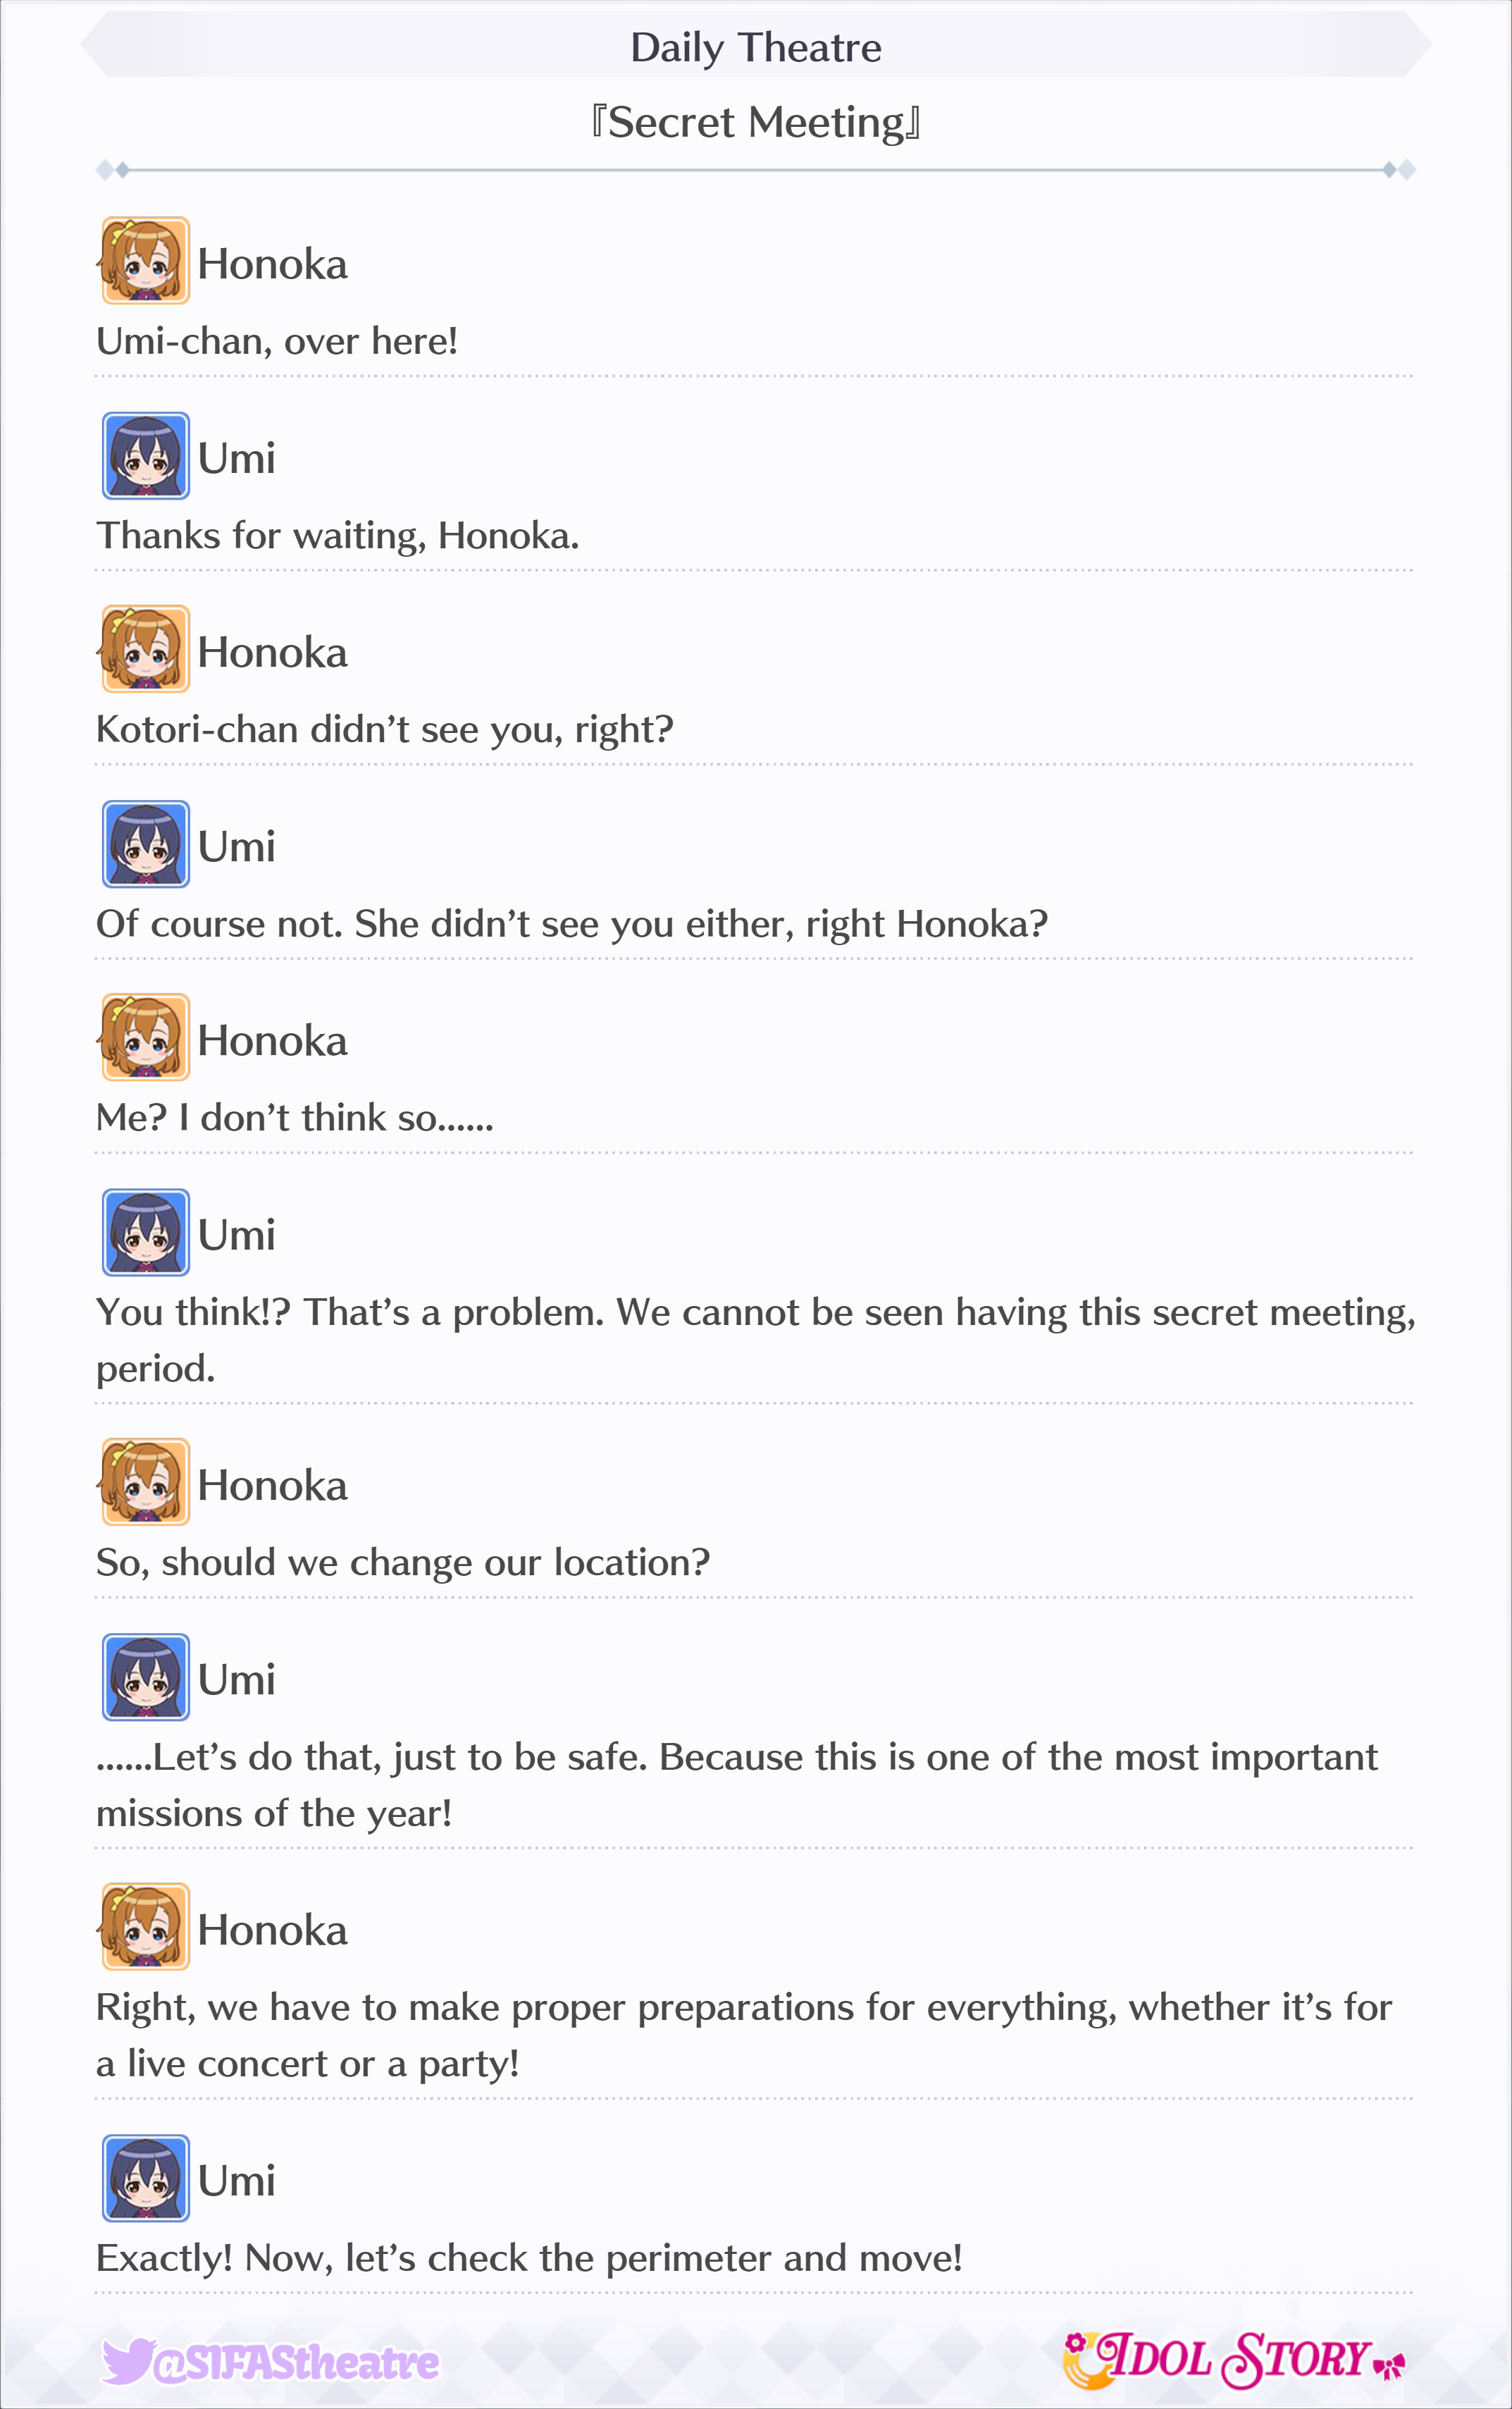 Daily Theatre
『Secret Meeting』
Honoka
Umi-chan, over here!
Umi
Thanks for waiting, Honoka.
Honoka
Kotori-chan didn’t see you, right?
Umi
Of course not. She didn’t see you either, right Honoka?
Honoka
Me? I don’t think so......
Umi
You think!? That’s a problem. We cannot be seen having this secret meeting,
period.
Honoka
So, should we change our location?
Umi
......Let’s do that, just to be safe. Because this is one of the most important
missions of the year!
Honoka
Right, we have to make proper preparations for everything, whether it’s for
a live concert or a party!
Umi
Exactly! Now, let’s check the perimeter and move!
@SIFAStheatre
IDOL STORY